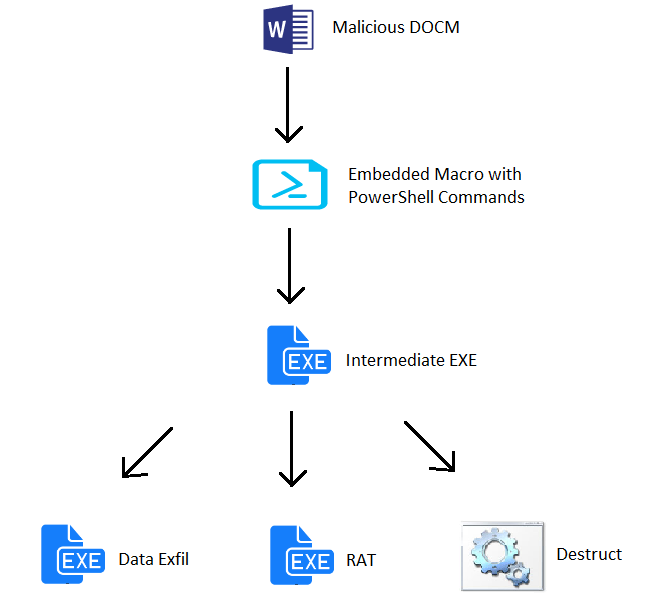 W
Malicious DOCM
Embedded Macro with
PowerShell Commands
EXE
Intermediate EXE
EXE
Data Exfil
EXE
RAT
Destruct